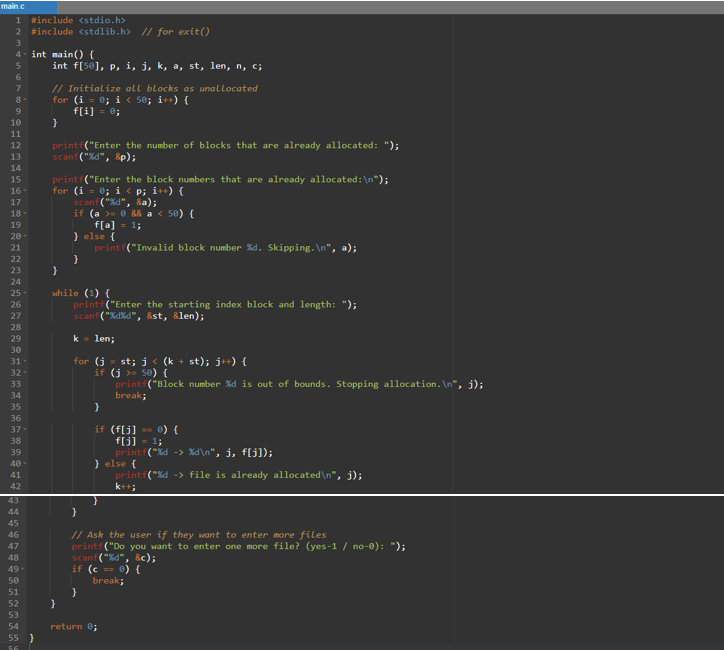 main.c
1 #include <stdio.h>
2 #include <stdlib.h>  // for exit()
3
4 int main() {
5     int f[50], p, i, j, k, a, st, len, n, c;
6
7     // Initialize all blocks as unallocated
8     for (i = 0; i < 50; i++) {
9         f[i] = 0;
10     }
11
12     printf("Enter the number of blocks that are already allocated: ");
13     scanf("%d", &p);
14
15     printf("Enter the block numbers that are already allocated:\n");
16     for (i = 0; i < p; i++) {
17         scanf("%d", &a);
18         if (a >= 0 && a < 50) {
19             f[a] = 1;
20         } else {
21             printf("Invalid block number %d. Skipping.\n", a);
22         }
23     }
24
25     while (1) {
26         printf("Enter the starting index block and length: ");
27         scanf("%d%d", &st, &len);
28
29         k = len;
30
31         for (j = st; j < (k + st); j++) {
32             if (j >= 50) {
33                 printf("Block number %d is out of bounds. Stopping allocation.\n", j);
34                 break;
35             }
36
37             if (f[j] == 0) {
38                 f[j] = 1;
39                 printf("%d -> %d\n", j, f[j]);
40             } else {
41                 printf("%d -> file is already allocated\n", j);
42                 k++;
43             }
44         }
45
46         // Ask the user if they want to enter more files
47         printf("Do you want to enter one more file? (yes-1 / no-0): ");
48         scanf("%d", &c);
49         if (c == 0) {
50             break;
51         }
52     }
53
54     return 0;
55 }
56